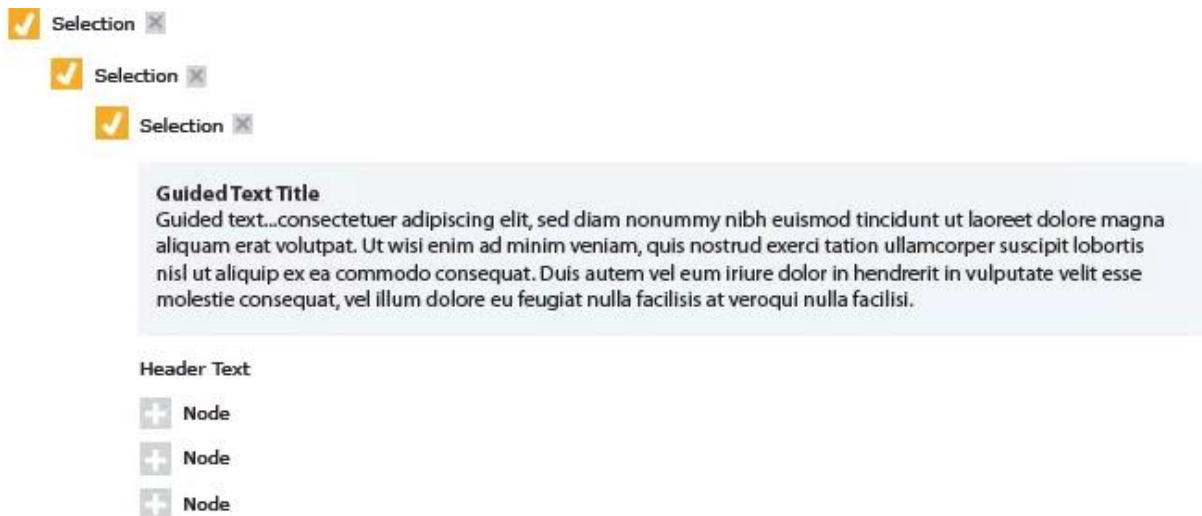 Selection
Selection
Selection
Guided Text Title
Guided text...consectetuer adipiscing elit, sed diam nonummy nibh euismod tincidunt ut laoreet dolore magna
aliquam erat volutpat. Ut wisi enim ad minim veniam, quis nostrud exerci tation ullamcorper suscipit lobortis
nisl ut aliquip ex ea commodo consequat. Duis autem vel eum iriure dolor in hendrerit in vulputate velit esse
molestie consequat, vel illum dolore eu feugiat nulla facilisis at veroqui nulla facilisi.
Header Text
Node
Node
Node